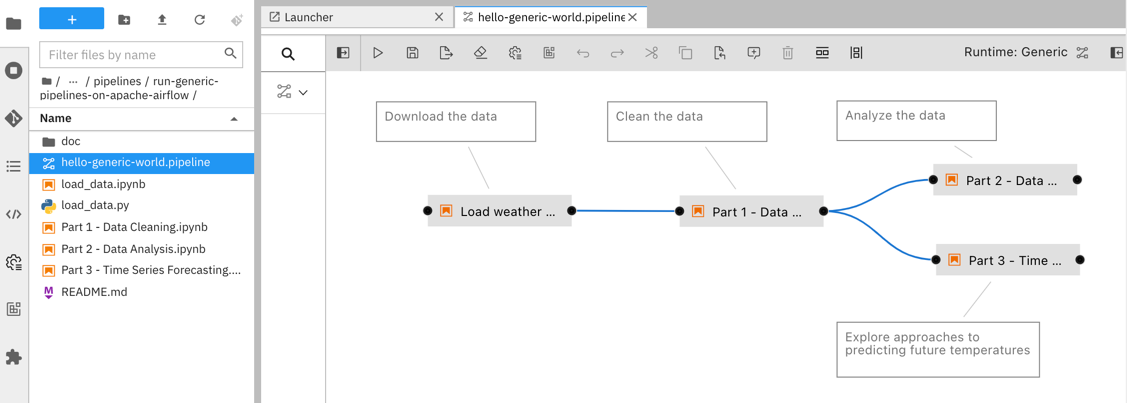 Launcher
hello-generic-world.pipeline
Filter files by name
/ ... / pipelines / run-generic-
pipelines-on-apache-airflow /
Name
doc
hello-generic-world.pipeline
load_data.ipynb
load_data.py
Part 1 - Data Cleaning.ipynb
Part 2 - Data Analysis.ipynb
Part 3 - Time Series Forecasting....
README.md
Runtime: Generic
Download the data
Clean the data
Analyze the data
Load weather ...
Part 1 - Data ...
Part 2 - Data ...
Part 3 - Time ...
Explore approaches to
predicting future temperatures